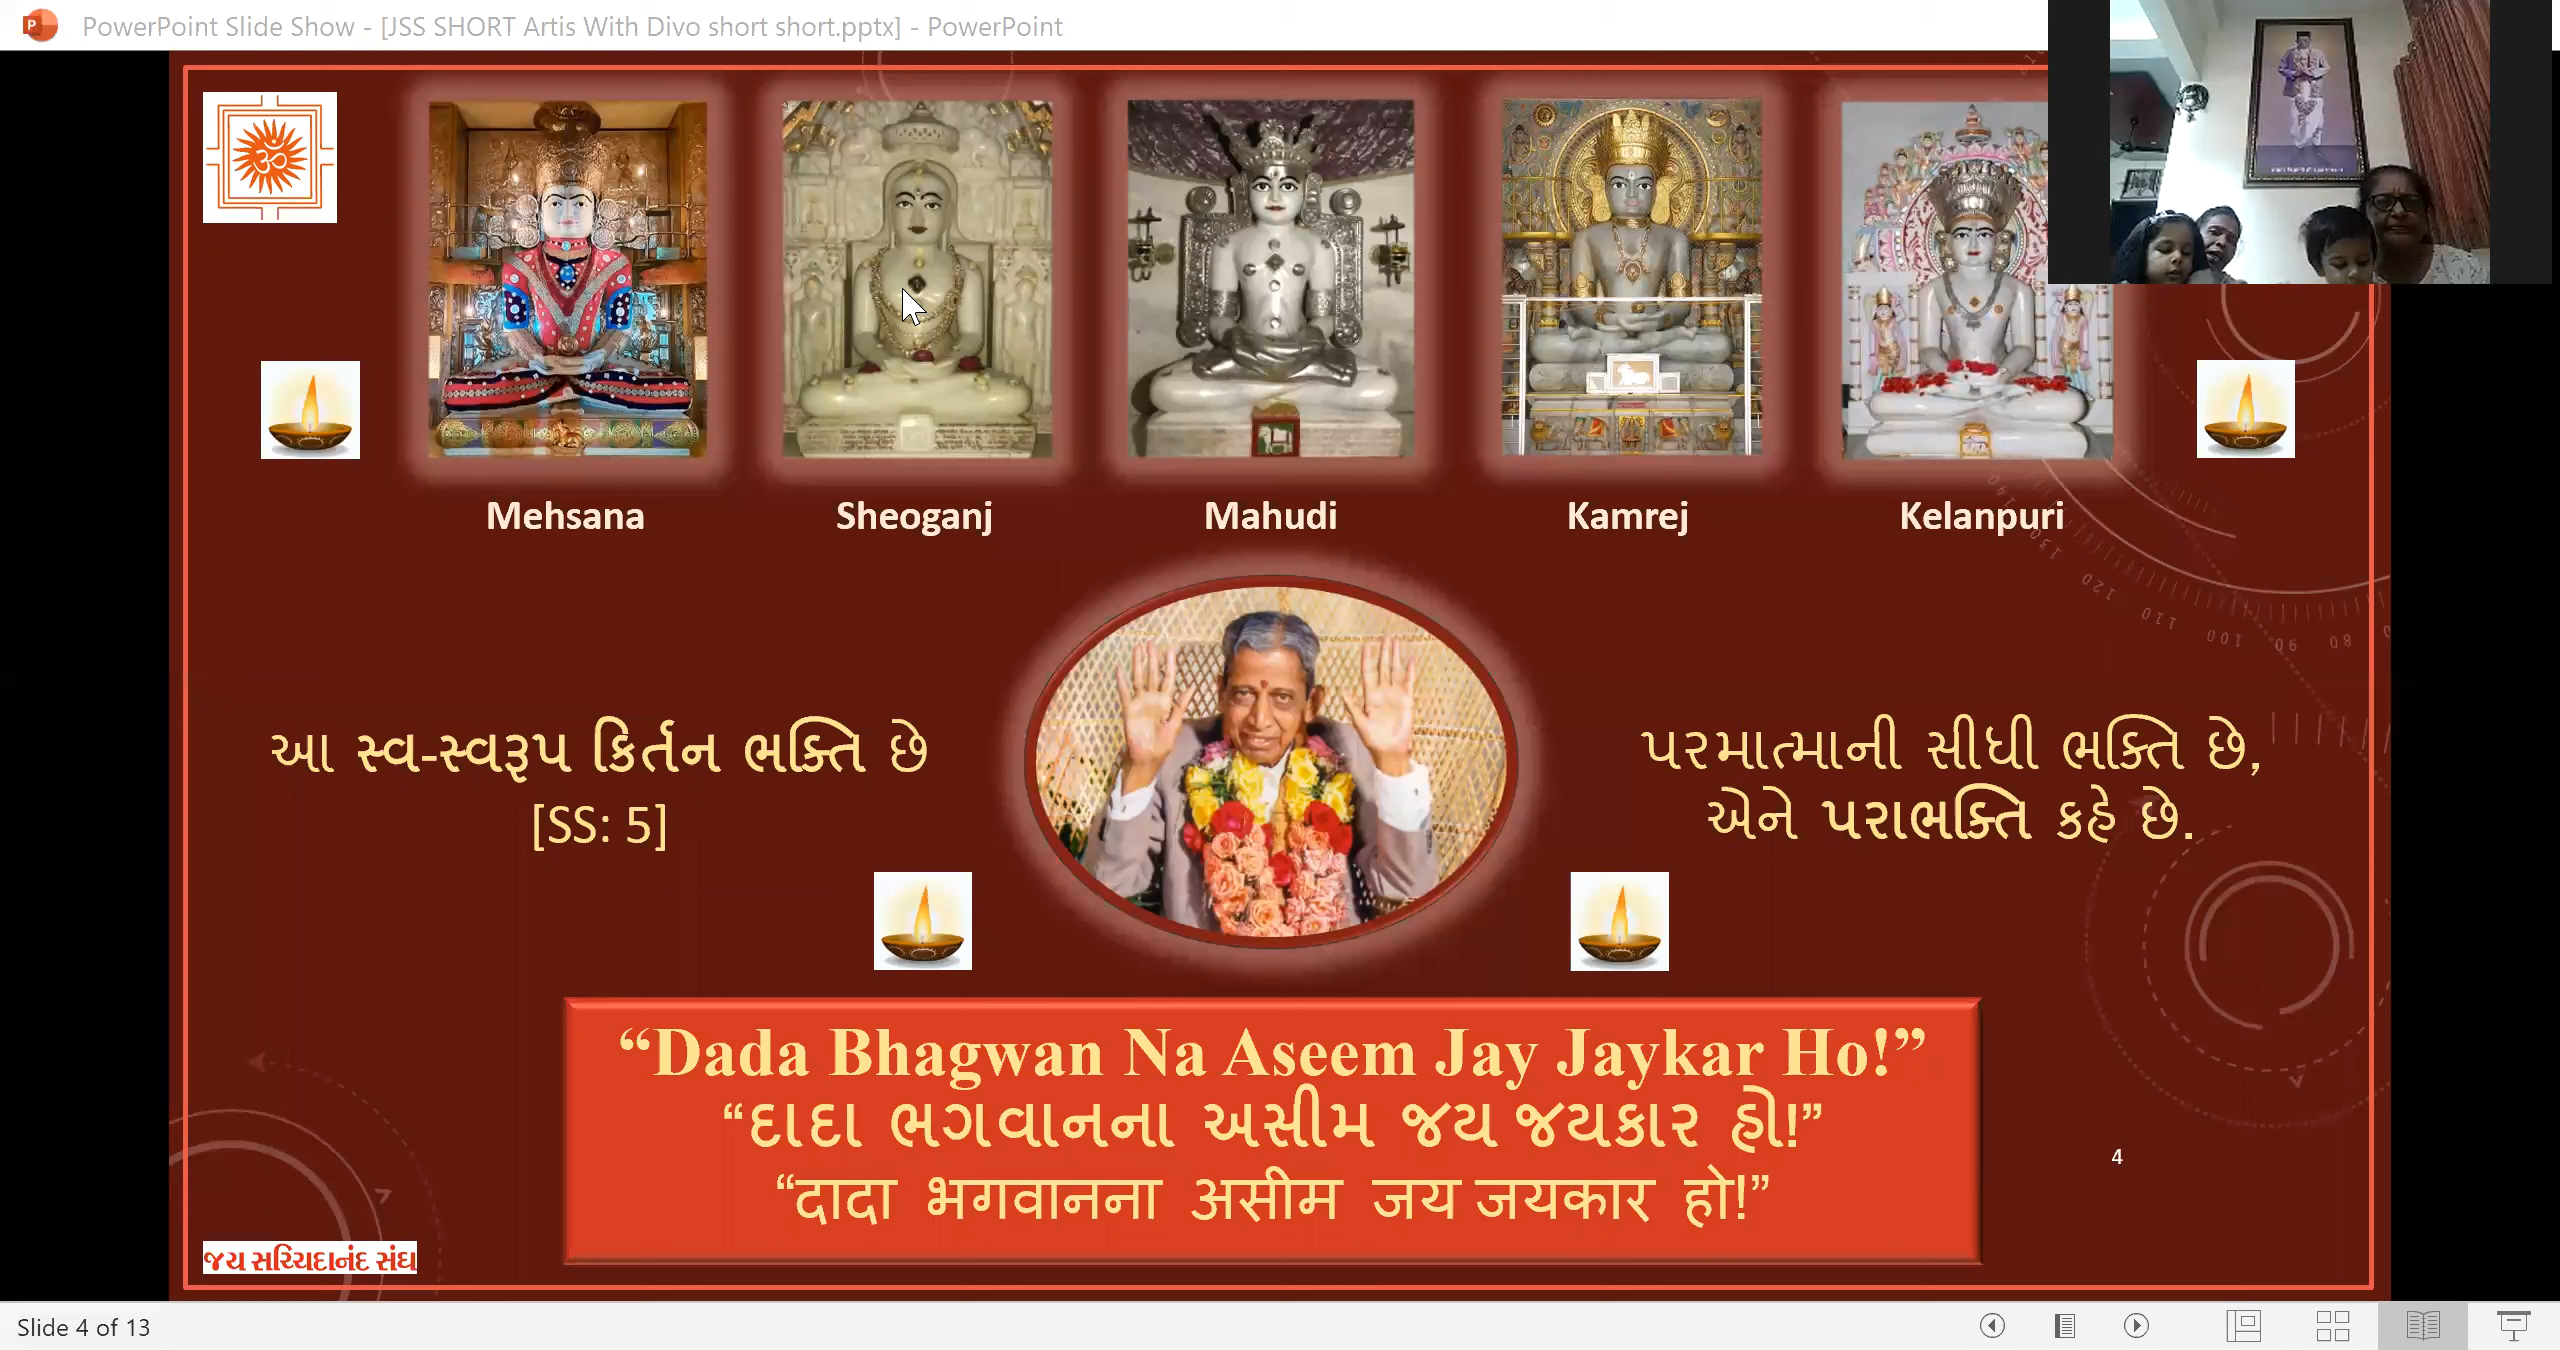 PowerPoint Slide Show - [JSS SHORT Artis With Divo short short.pptx] - PowerPoint
Mehsana
Sheoganj
Mahudi
Kamrej
Kelanpuri
આ સ્વ-સ્વરૂપ કિર્તન ભક્તિ છે
[SS: 5]
પરમાત્માની સીધી ભક્તિ છે,
એને પરાભક્તિ કહે છે.
“Dada Bhagwan Na Aseem Jay Jaykar Ho!”
“દાદા ભગવાનના અસીમ જય જયકાર હો!”
“दादा भगवानना असीम जय जयकार हो!”
4
જય સચ્ચિદાનંદ સંઘ
Slide 4 of 13